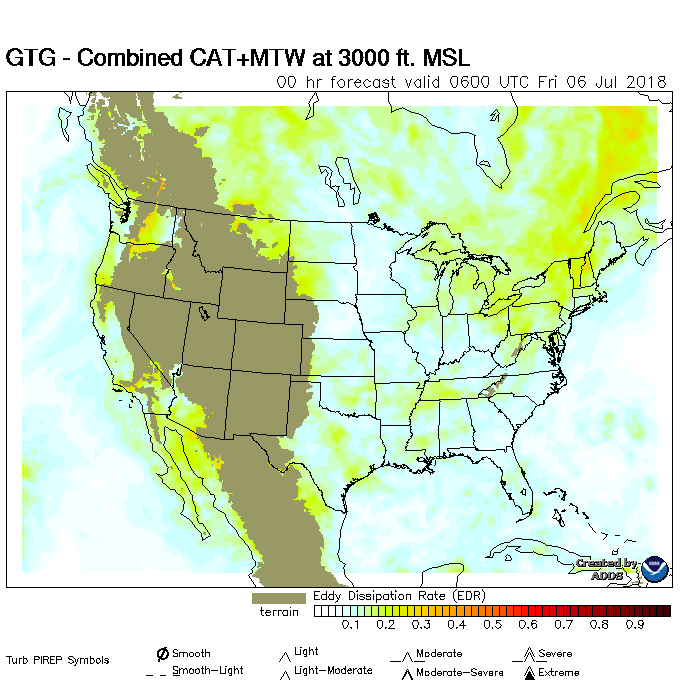 GTG - Combined CAT+MTW at 3000 ft. MSL
00 hr forecast valid 0600 UTC Fri 06 Jul 2018
Created by
ADDS
Eddy Dissipation Rate (EDR)
terrain
0.1 0.2 0.3 0.4 0.5 0.6 0.7 0.8 0.9
Turb PIREP Symbols
Smooth Light Moderate Severe
Smooth-Light Light-Moderate Moderate-Severe Extreme